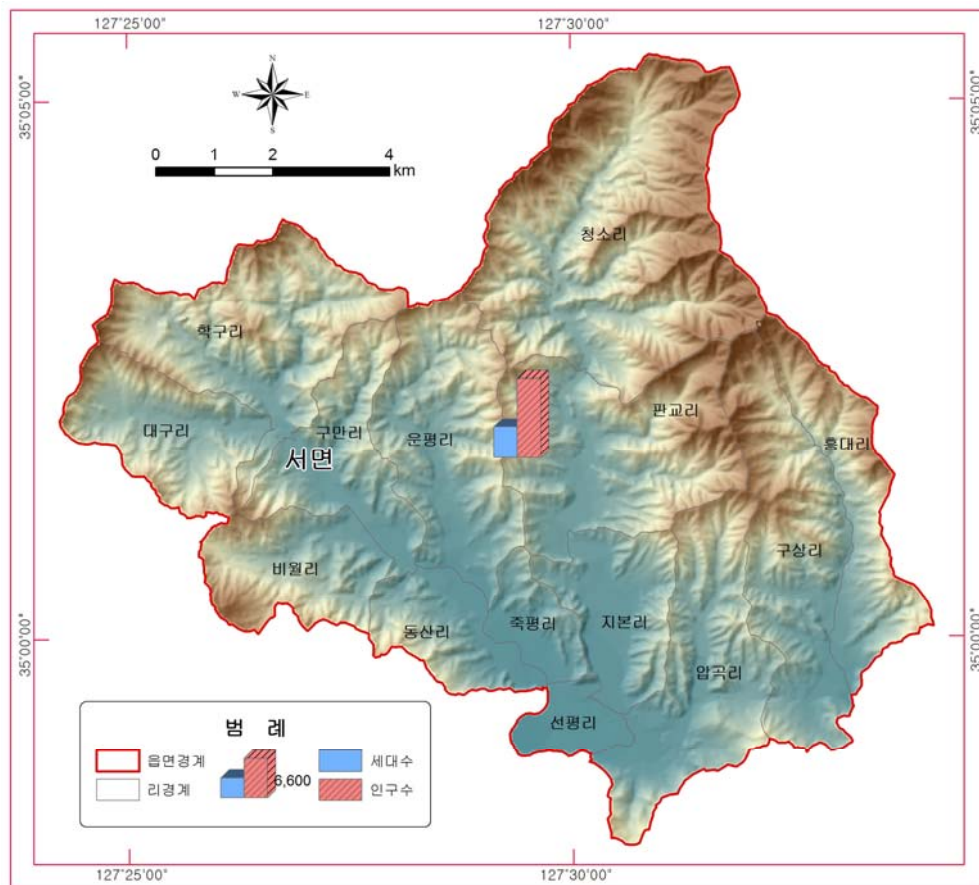 127°25'00" 127°30'00"
35°05'00" 35°05'00"
N
W E
S
0 1 2 4
km
청소리
학구리
판교리
대구리 구만리 운평리 흥대리
서면
구상리
비월리
동산리 죽평리 지본리
35°00'00" 35°00'00"
압곡리
선평리
범 례
읍면경계 세대수
6,600
리경계 인구수
127°25'00" 127°30'00"